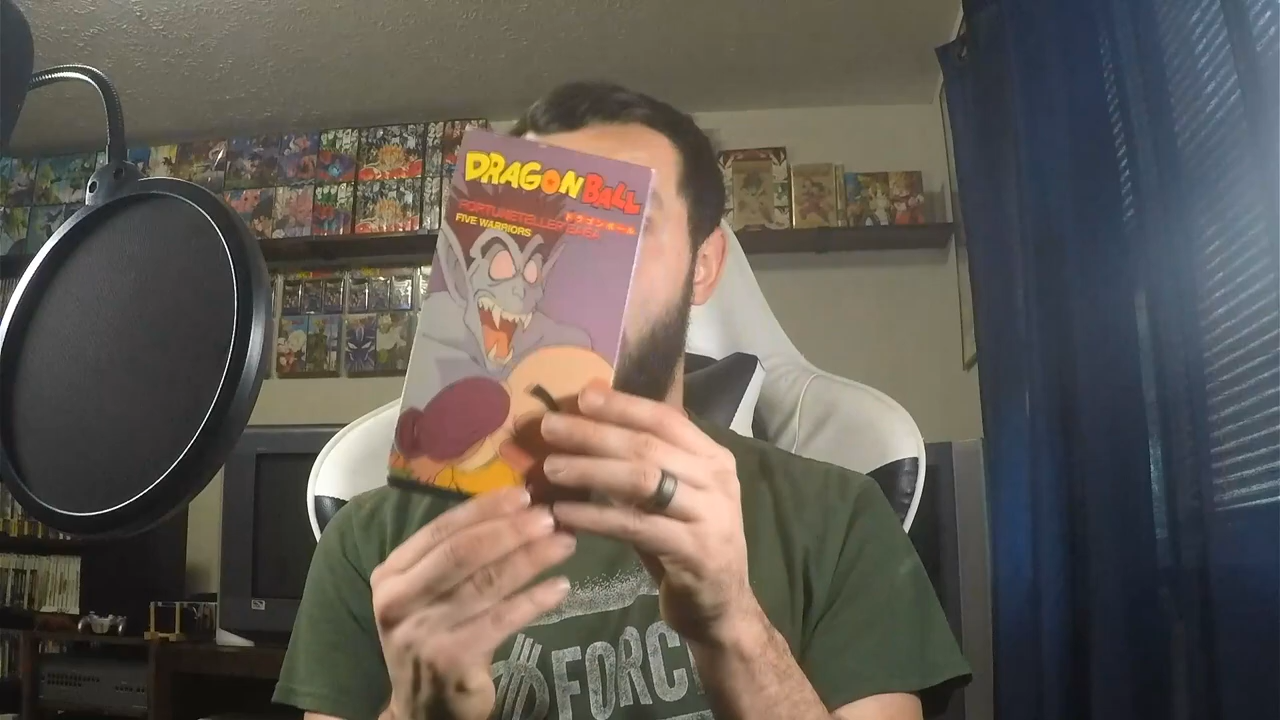 DRAGON BALL
ドラゴンボール
FORTUNETELLER BABA
FIVE WARRIORS
FORC